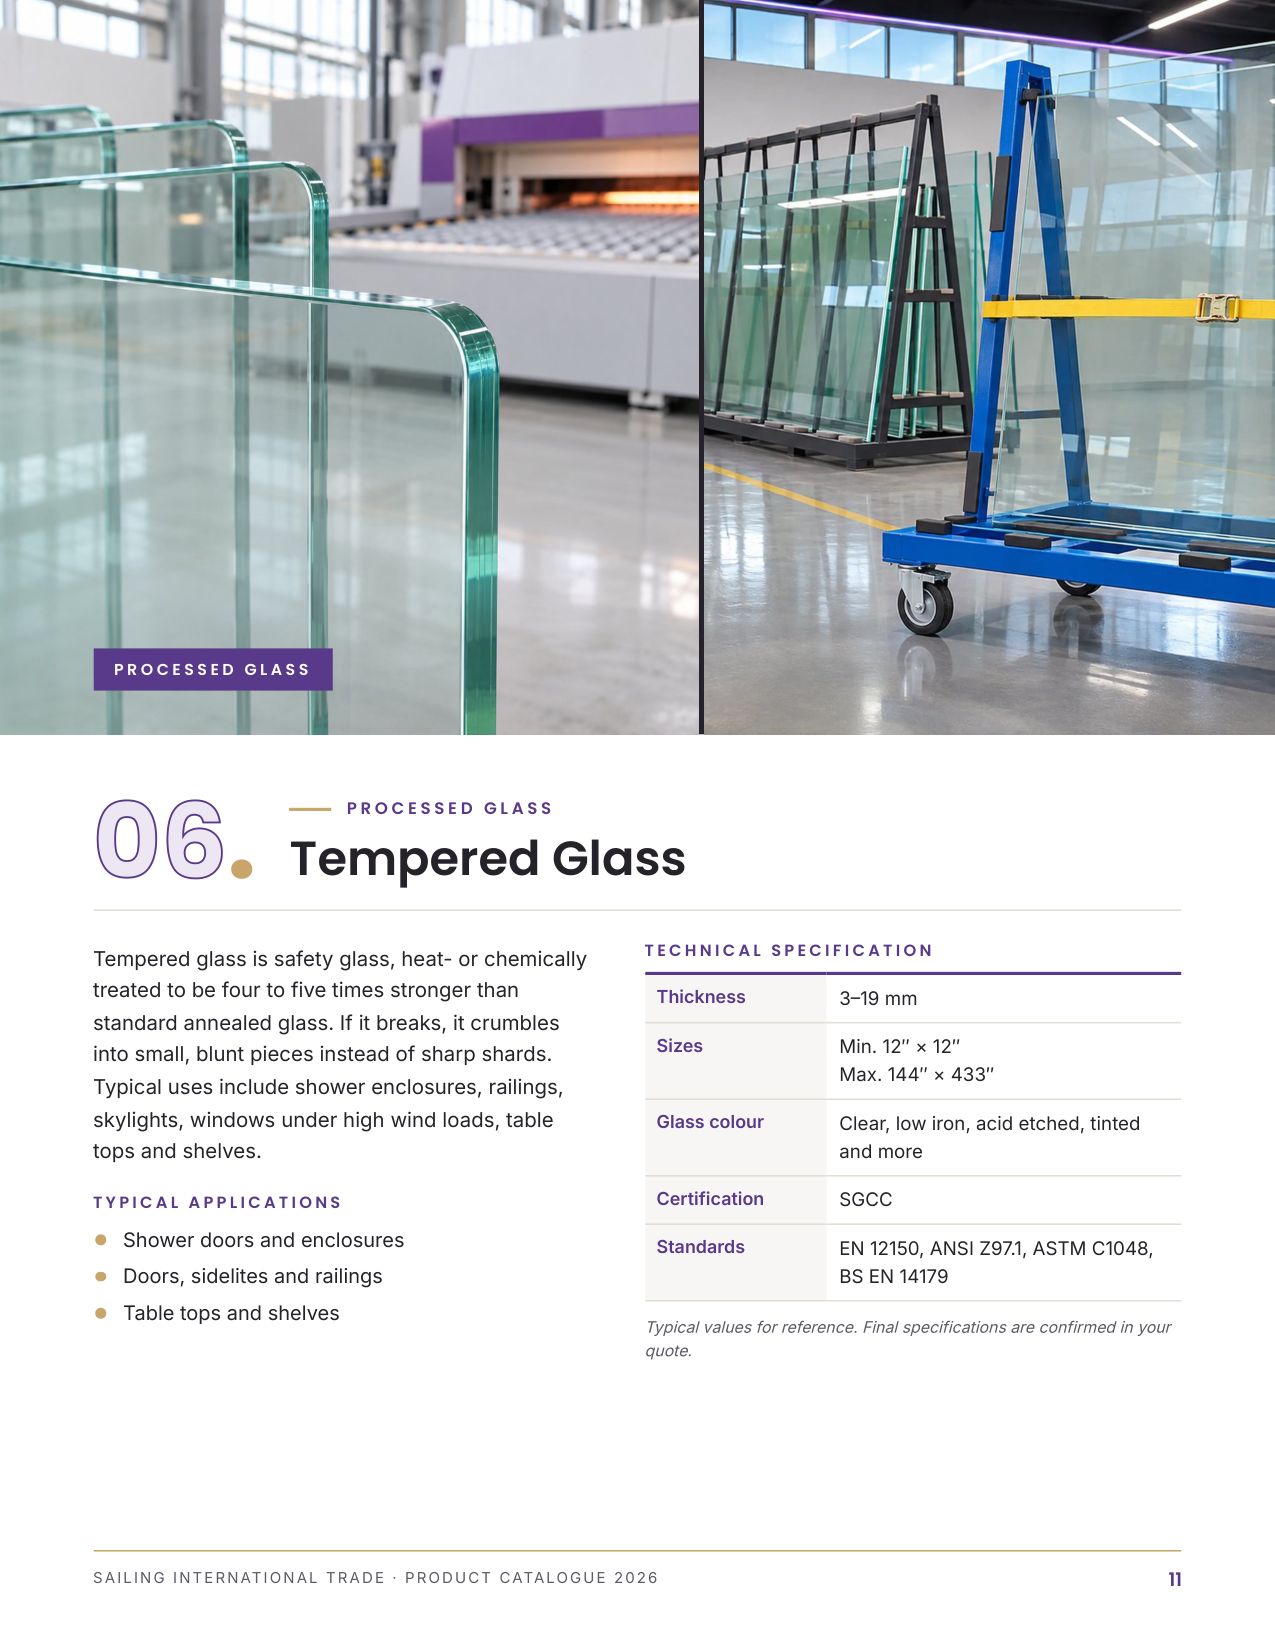 PROCESSED GLASS
06.
PROCESSED GLASS
Tempered Glass
Tempered glass is safety glass, heat- or chemically
treated to be four to five times stronger than
standard annealed glass. If it breaks, it crumbles
into small, blunt pieces instead of sharp shards.
Typical uses include shower enclosures, railings,
skylights, windows under high wind loads, table
tops and shelves.
TYPICAL APPLICATIONS
Shower doors and enclosures
Doors, sidelites and railings
Table tops and shelves
TECHNICAL SPECIFICATION
Thickness 3–19 mm
Sizes Min. 12″ × 12″
Max. 144″ × 433″
Glass colour Clear, low iron, acid etched, tinted
and more
Certification SGCC
Standards EN 12150, ANSI Z97.1, ASTM C1048,
BS EN 14179
Typical values for reference. Final specifications are confirmed in your
quote.
SAILING INTERNATIONAL TRADE · PRODUCT CATALOGUE 2026
11